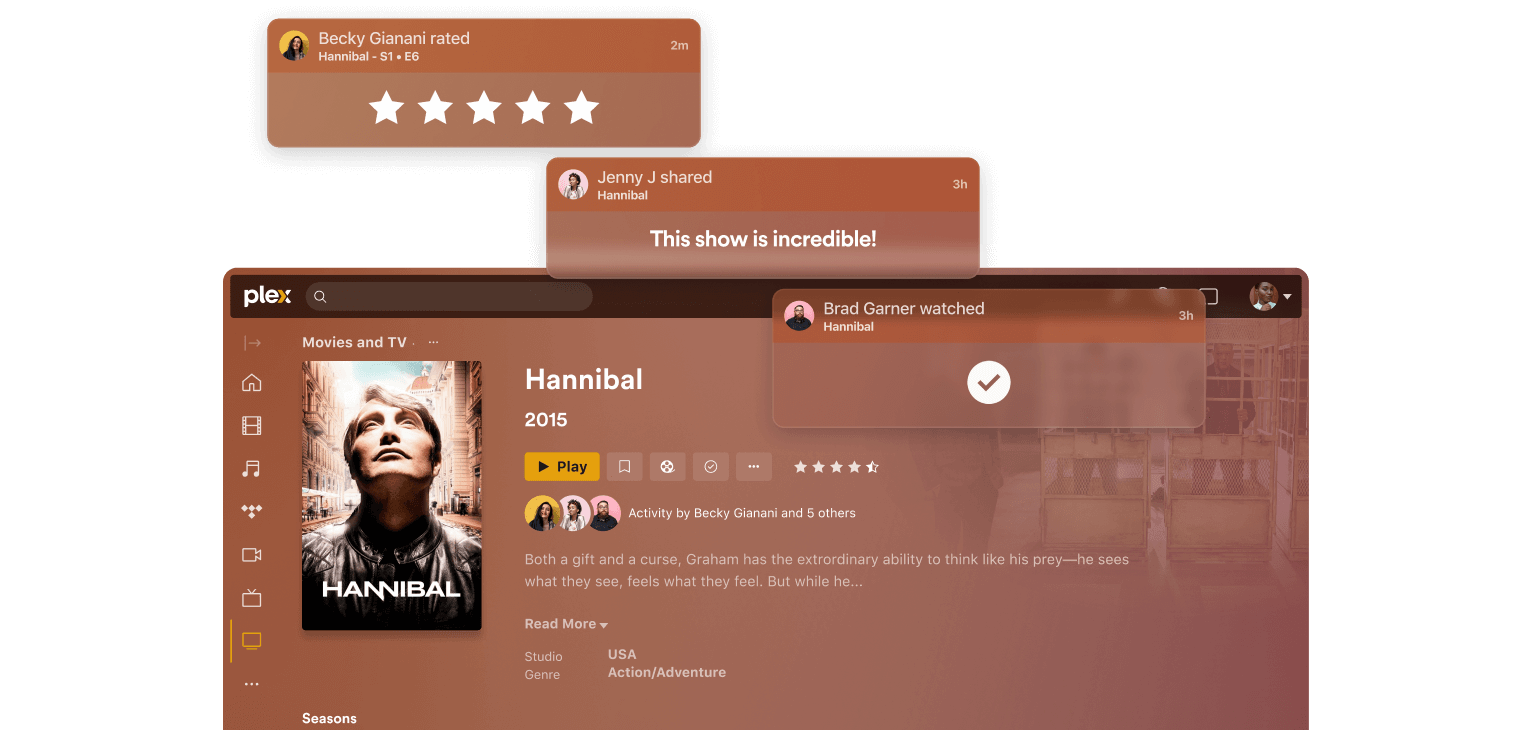 Becky Gianani rated
Hannibal - S1 • E6
2m
Jenny J shared
Hannibal
3h
This show is incredible!
plex
Brad Garner watched
Hannibal
3h
Movies and TV
Hannibal
2015
Play
Activity by Becky Gianani and 5 others
Both a gift and a curse, Graham has the extrordinary ability to think like his prey—he sees
what they see, feels what they feel. But while he...
HANNIBAL
Read More
Studio USA
Genre Action/Adventure
Seasons